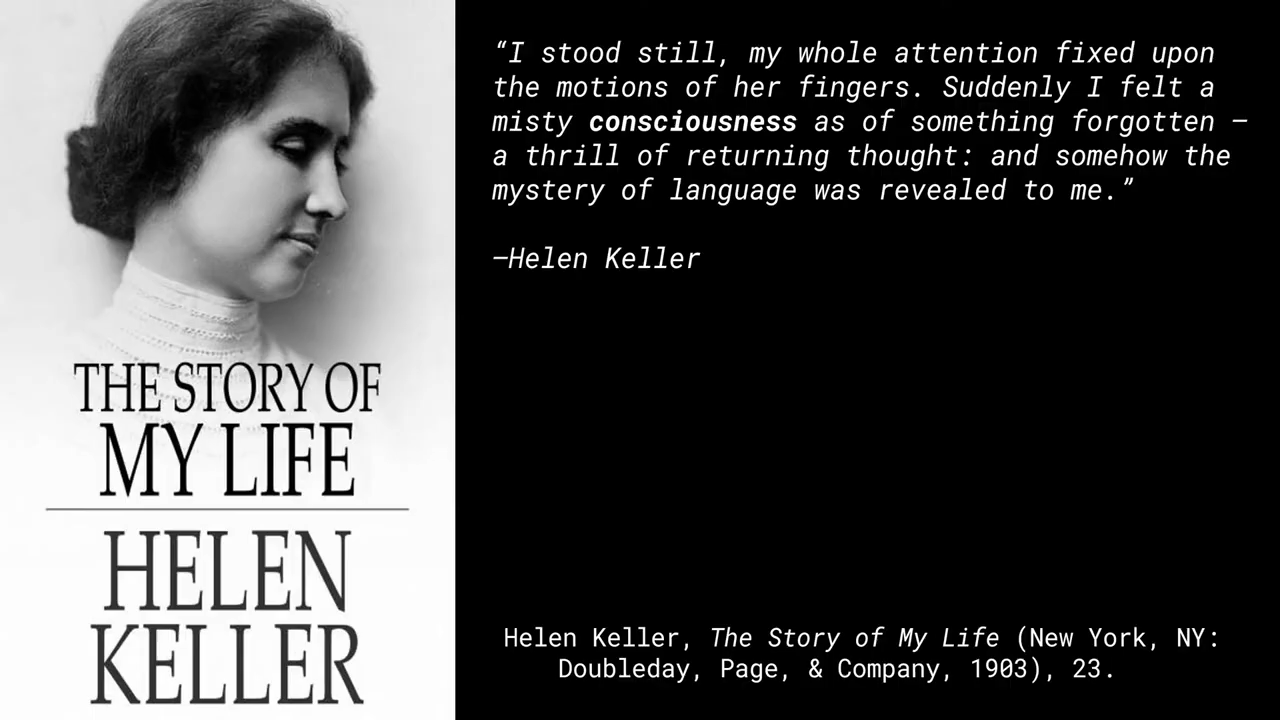 THE STORY OF
MY LIFE
HELEN
KELLER
“I stood still, my whole attention fixed upon
the motions of her fingers. Suddenly I felt a
misty consciousness as of something forgotten —
a thrill of returning thought: and somehow the
mystery of language was revealed to me.”
—Helen Keller
Helen Keller, The Story of My Life (New York, NY:
Doubleday, Page, & Company, 1903), 23.